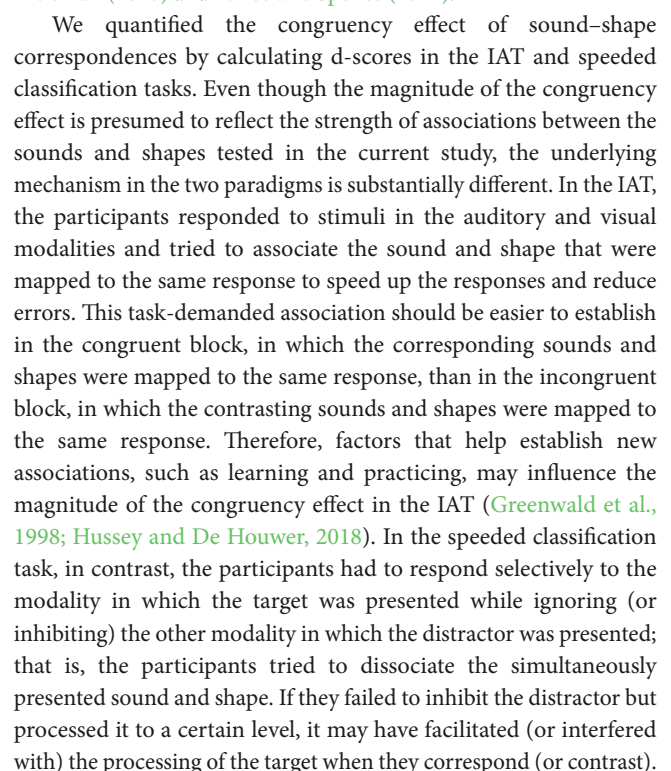 We quantified the congruency effect of sound–shape
correspondences by calculating d-scores in the IAT and speeded
classification tasks. Even though the magnitude of the congruency
effect is presumed to reflect the strength of associations between the
sounds and shapes tested in the current study, the underlying
mechanism in the two paradigms is substantially different. In the IAT,
the participants responded to stimuli in the auditory and visual
modalities and tried to associate the sound and shape that were
mapped to the same response to speed up the responses and reduce
errors. This task-demanded association should be easier to establish
in the congruent block, in which the corresponding sounds and
shapes were mapped to the same response, than in the incongruent
block, in which the contrasting sounds and shapes were mapped to
the same response. Therefore, factors that help establish new
associations, such as learning and practicing, may influence the
magnitude of the congruency effect in the IAT (Greenwald et al.,
1998; Hussey and De Houwer, 2018). In the speeded classification
task, in contrast, the participants had to respond selectively to the
modality in which the target was presented while ignoring (or
inhibiting) the other modality in which the distractor was presented;
that is, the participants tried to dissociate the simultaneously
presented sound and shape. If they failed to inhibit the distractor but
processed it to a certain level, it may have facilitated (or interfered
with) the processing of the target when they correspond (or contrast).